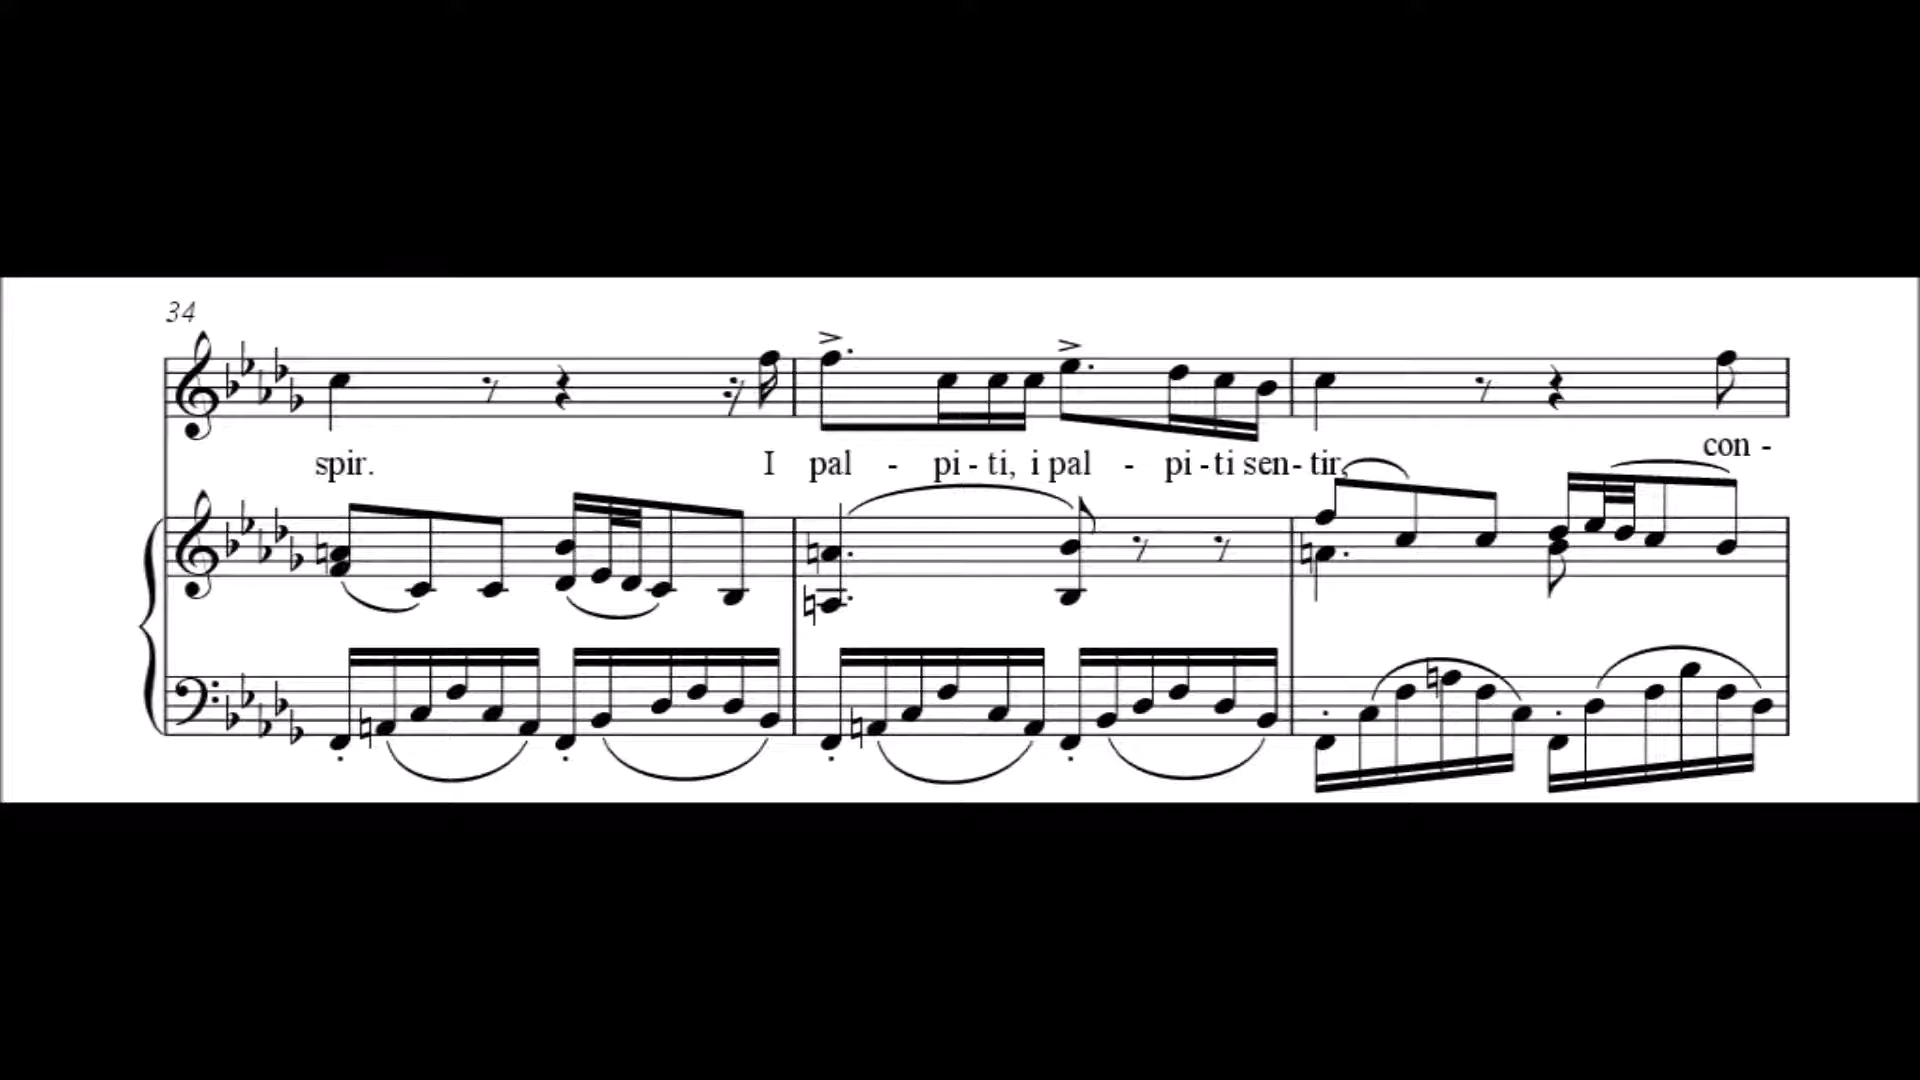 34
spir. I pal - pi - ti, i pal - pi - ti sen - tir, con -